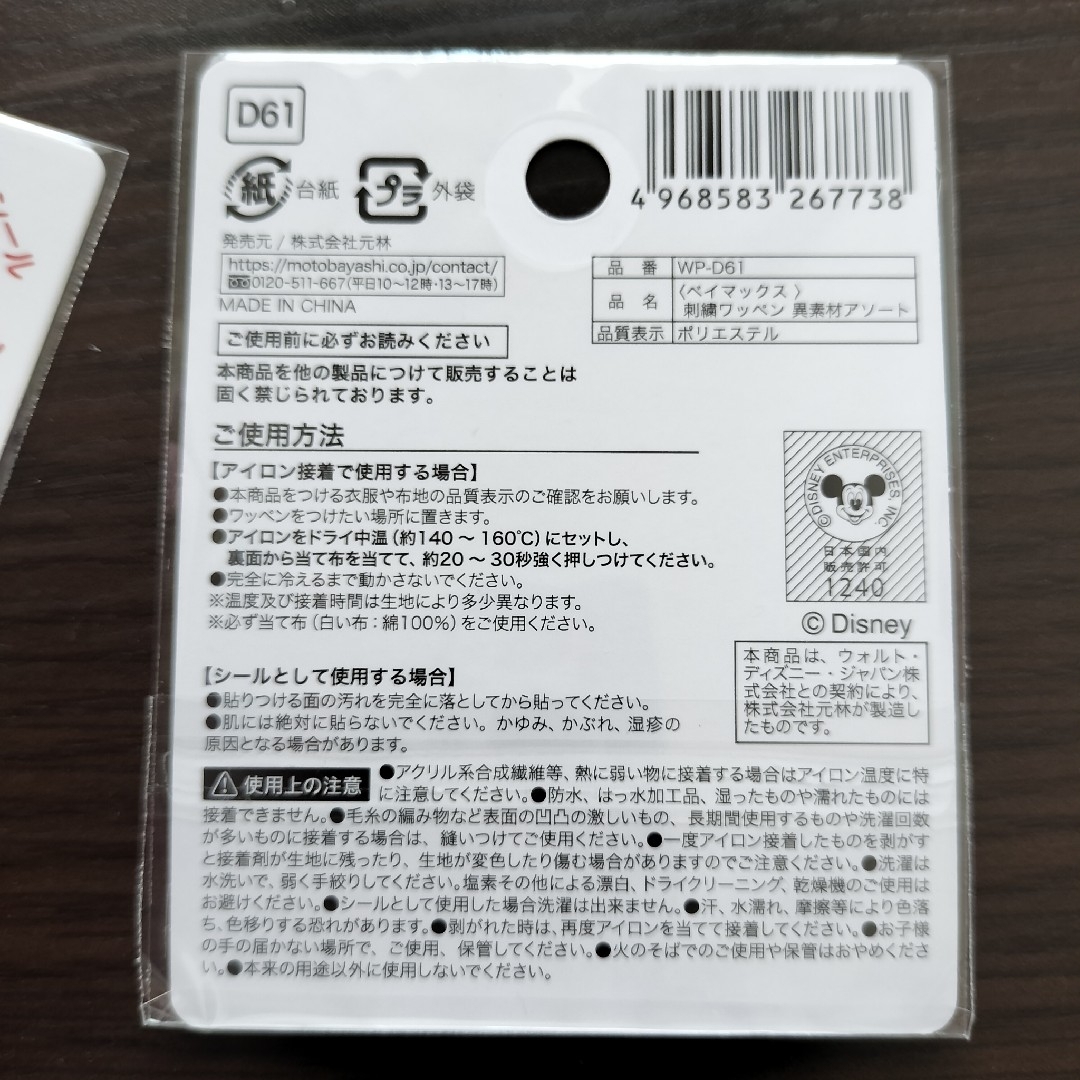 D61
紙 台紙 プラ 外袋
4 968583 267738
発売元 / 株式会社元林
https://motobayashi.co.jp/contact/
0120-511-667(平日10～12時・13～17時)
MADE IN CHINA
品 番 WP-D61
品 名 〈ベイマックス 〉
刺繍ワッペン 異素材アソート
品質表示 ポリエステル
ご使用前に必ずお読みください
本商品を他の製品につけて販売することは
固く禁じられております。
ご使用方法
【アイロン接着で使用する場合】
●本商品をつける衣服や布地の品質表示のご確認をお願いします。
●ワッペンをつけたい場所に置きます。
●アイロンをドライ中温(約140 ～ 160℃)にセットし、
裏面から当て布を当てて、約20 ～ 30秒強く押しつけてください。
●完全に冷えるまで動かさないでください。
※温度及び接着時間は生地により多少異なります。
※必ず当て布(白い布：綿100%)をご使用ください。
©DISNEY ENTERPRISES, INC.
日本国内
販売許可
1240
© Disney
本商品は、ウォルト・
ディズニー・ジャパン株
式会社との契約により、
株式会社元林が製造し
たものです。
【シールとして使用する場合】
●貼りつける面の汚れを完全に落としてから貼ってください。
●肌には絶対に貼らないでください。かゆみ、かぶれ、湿疹の
原因となる場合があります。
使用上の注意 ●アクリル系合成繊維等、熱に弱い物に接着する場合はアイロン温度に特
に注意してください。●防水、はっ水加工品、湿ったものや濡れたものには
接着できません。●毛糸の編み物など表面の凹凸の激しいもの、長期間使用するものや洗濯回数
が多いものに接着する場合は、縫いつけてご使用ください。●一度アイロン接着したものを剥がす
と接着剤が生地に残ったり、生地が変色したり傷む場合がありますのでご注意ください。●洗濯は
水洗いで、弱く手絞りしてください。塩素その他による漂白、ドライクリーニング、乾燥機のご使用は
お避けください。●シールとして使用した場合洗濯は出来ません。●汗、水濡れ、摩擦等により色落
ち、色移りする恐れがあります。●剥がれた時は、再度アイロンを当てて接着してください。●お子様
の手の届かない場所で、ご使用、保管してください。●火のそばでのご使用や保管はおやめくださ
い。●本来の用途以外に使用しないでください。